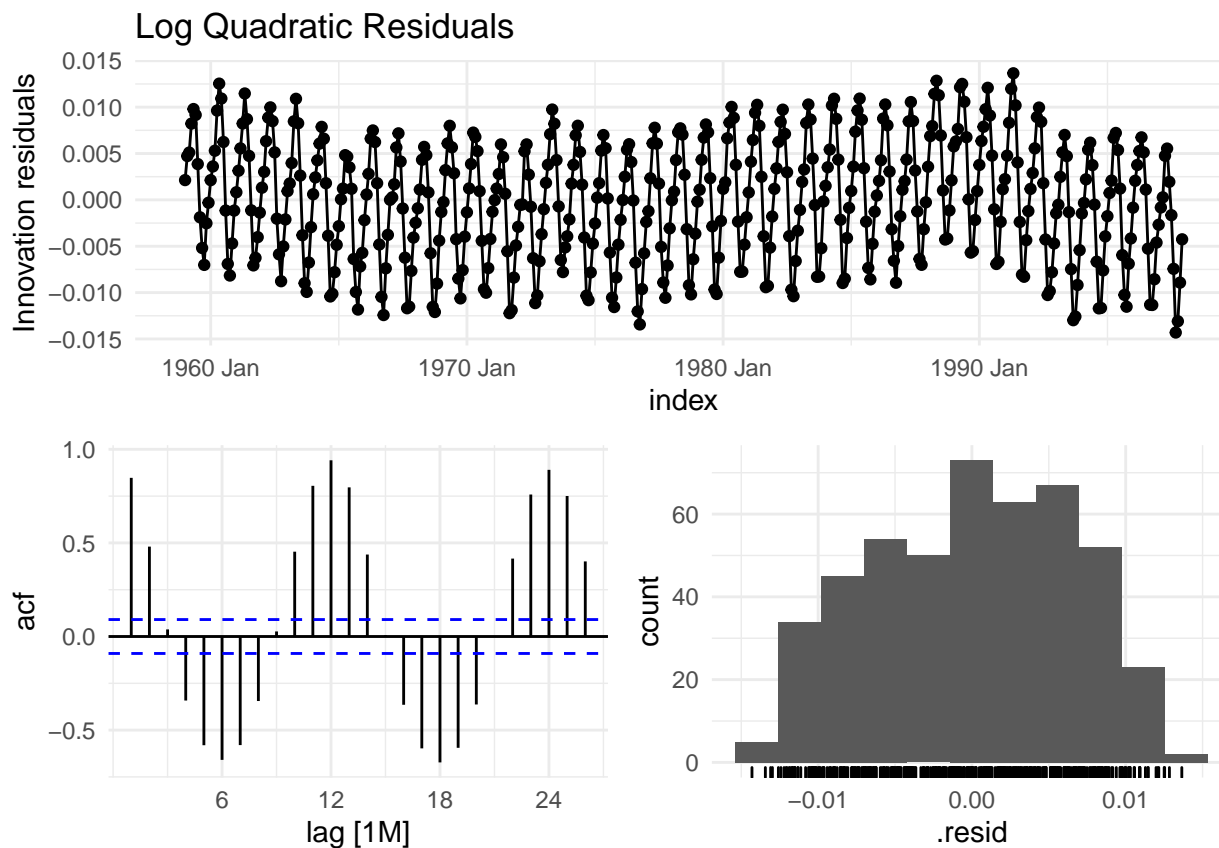 Log Quadratic Residuals
Innovation residuals
0.015
0.010
0.005
0.000
−0.005
−0.010
−0.015
1960 Jan 1970 Jan 1980 Jan 1990 Jan
index
acf
1.0
0.5
0.0
−0.5
6 12 18 24
lag [1M]
count
60
40
20
0
−0.01 0.00 0.01
.resid